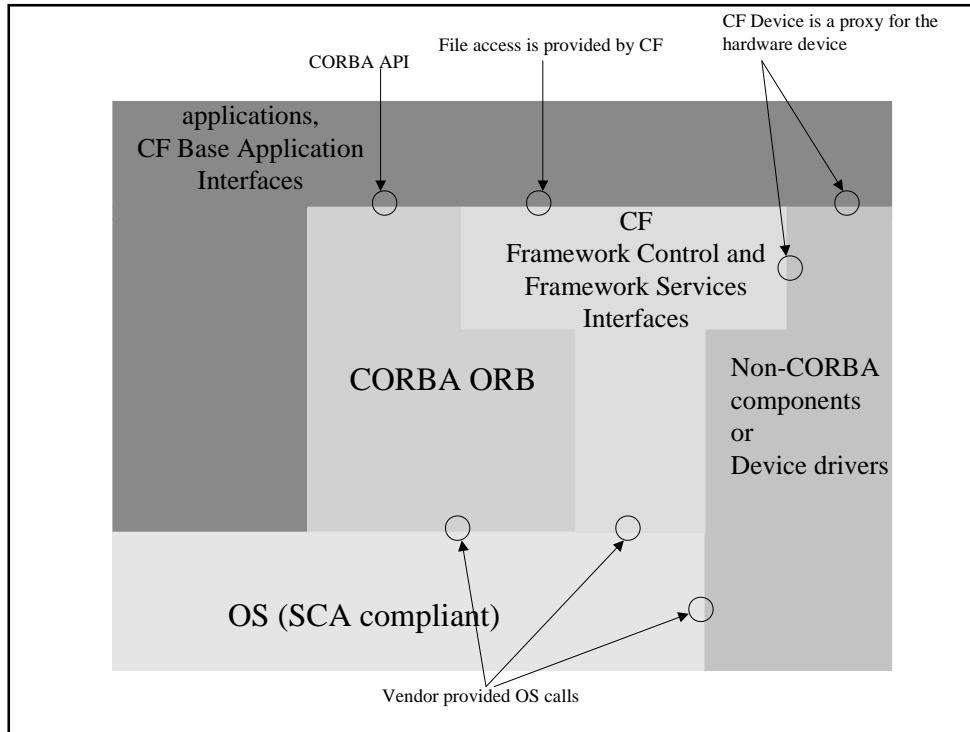 CF Device is a proxy for the
hardware device
File access is provided by CF
CORBA API
applications,
CF Base Application
Interfaces
CF
Framework Control and
Framework Services
Interfaces
CORBA ORB
Non-CORBA
components
or
Device drivers
OS (SCA compliant)
Vendor provided OS calls